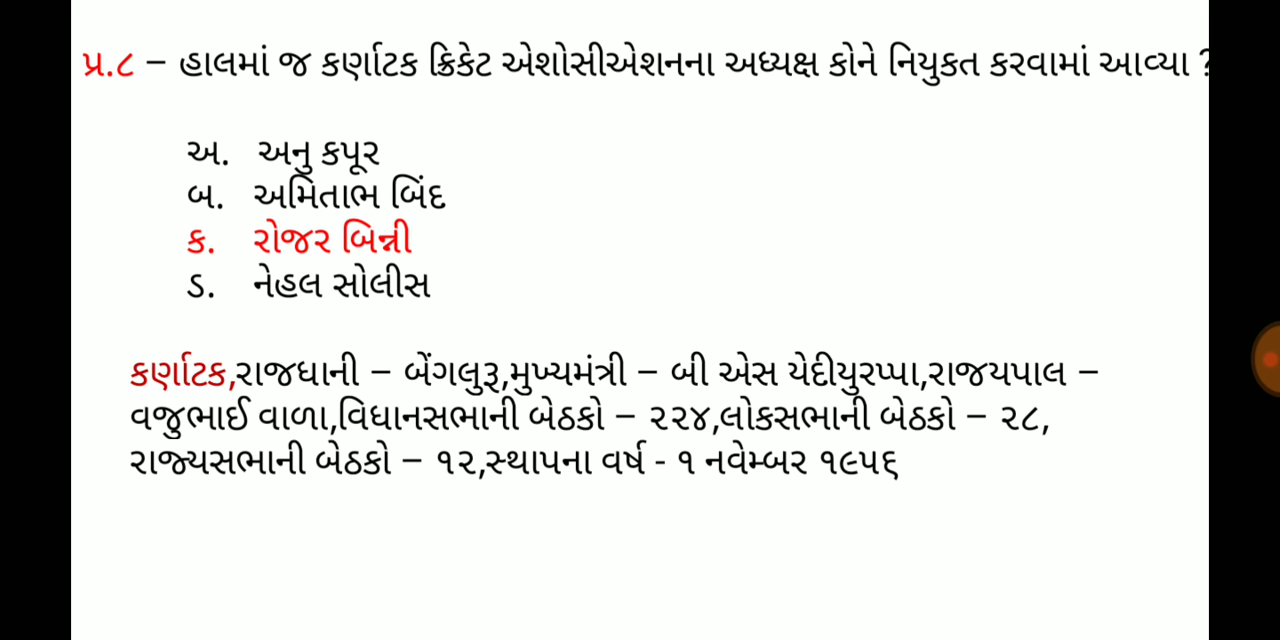 પ્ર.૮ – હાલમાં જ કર્ણાટક ક્રિકેટ એશોસીએશનના અધ્યક્ષ કોને નિયુકત કરવામાં આવ્યા ?
અ. અનુ કપૂર
બ. અમિતાભ બિંદ
ક. રોજર બિન્ની
ડ. નેહલ સોલીસ
કર્ણાટક,રાજધાની – બેંગલુરૂ,મુખ્યમંત્રી – બી એસ યેદીયુરપ્પા,રાજયપાલ –
વજુભાઈ વાળા,વિધાનસભાની બેઠકો – ૨૨૪,લોકસભાની બેઠકો – ૨૮,
રાજ્યસભાની બેઠકો – ૧૨,સ્થાપના વર્ષ - ૧ નવેમ્બર ૧૯૫૬